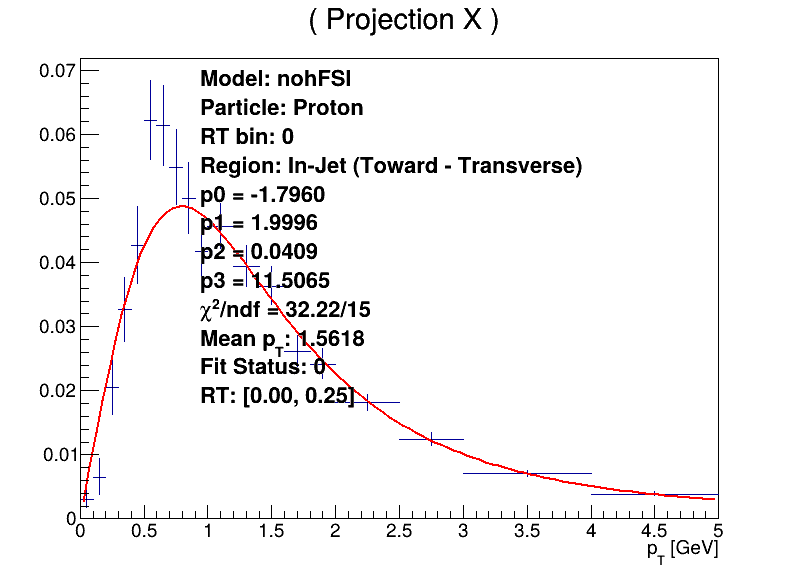 ( Projection X )
0.07
0.06
0.05
0.04
0.03
0.02
0.01
0
Model: nohFSI
Particle: Proton
RT bin: 0
Region: In-Jet (Toward - Transverse)
p0 = -1.7960
p1 = 1.9996
p2 = 0.0409
p3 = 11.5065
χ²/ndf = 32.22/15
Mean p_T: 1.5618
Fit Status: 0
RT: [0.00, 0.25]
0 0.5 1 1.5 2 2.5 3 3.5 4 4.5 5
p_T [GeV]